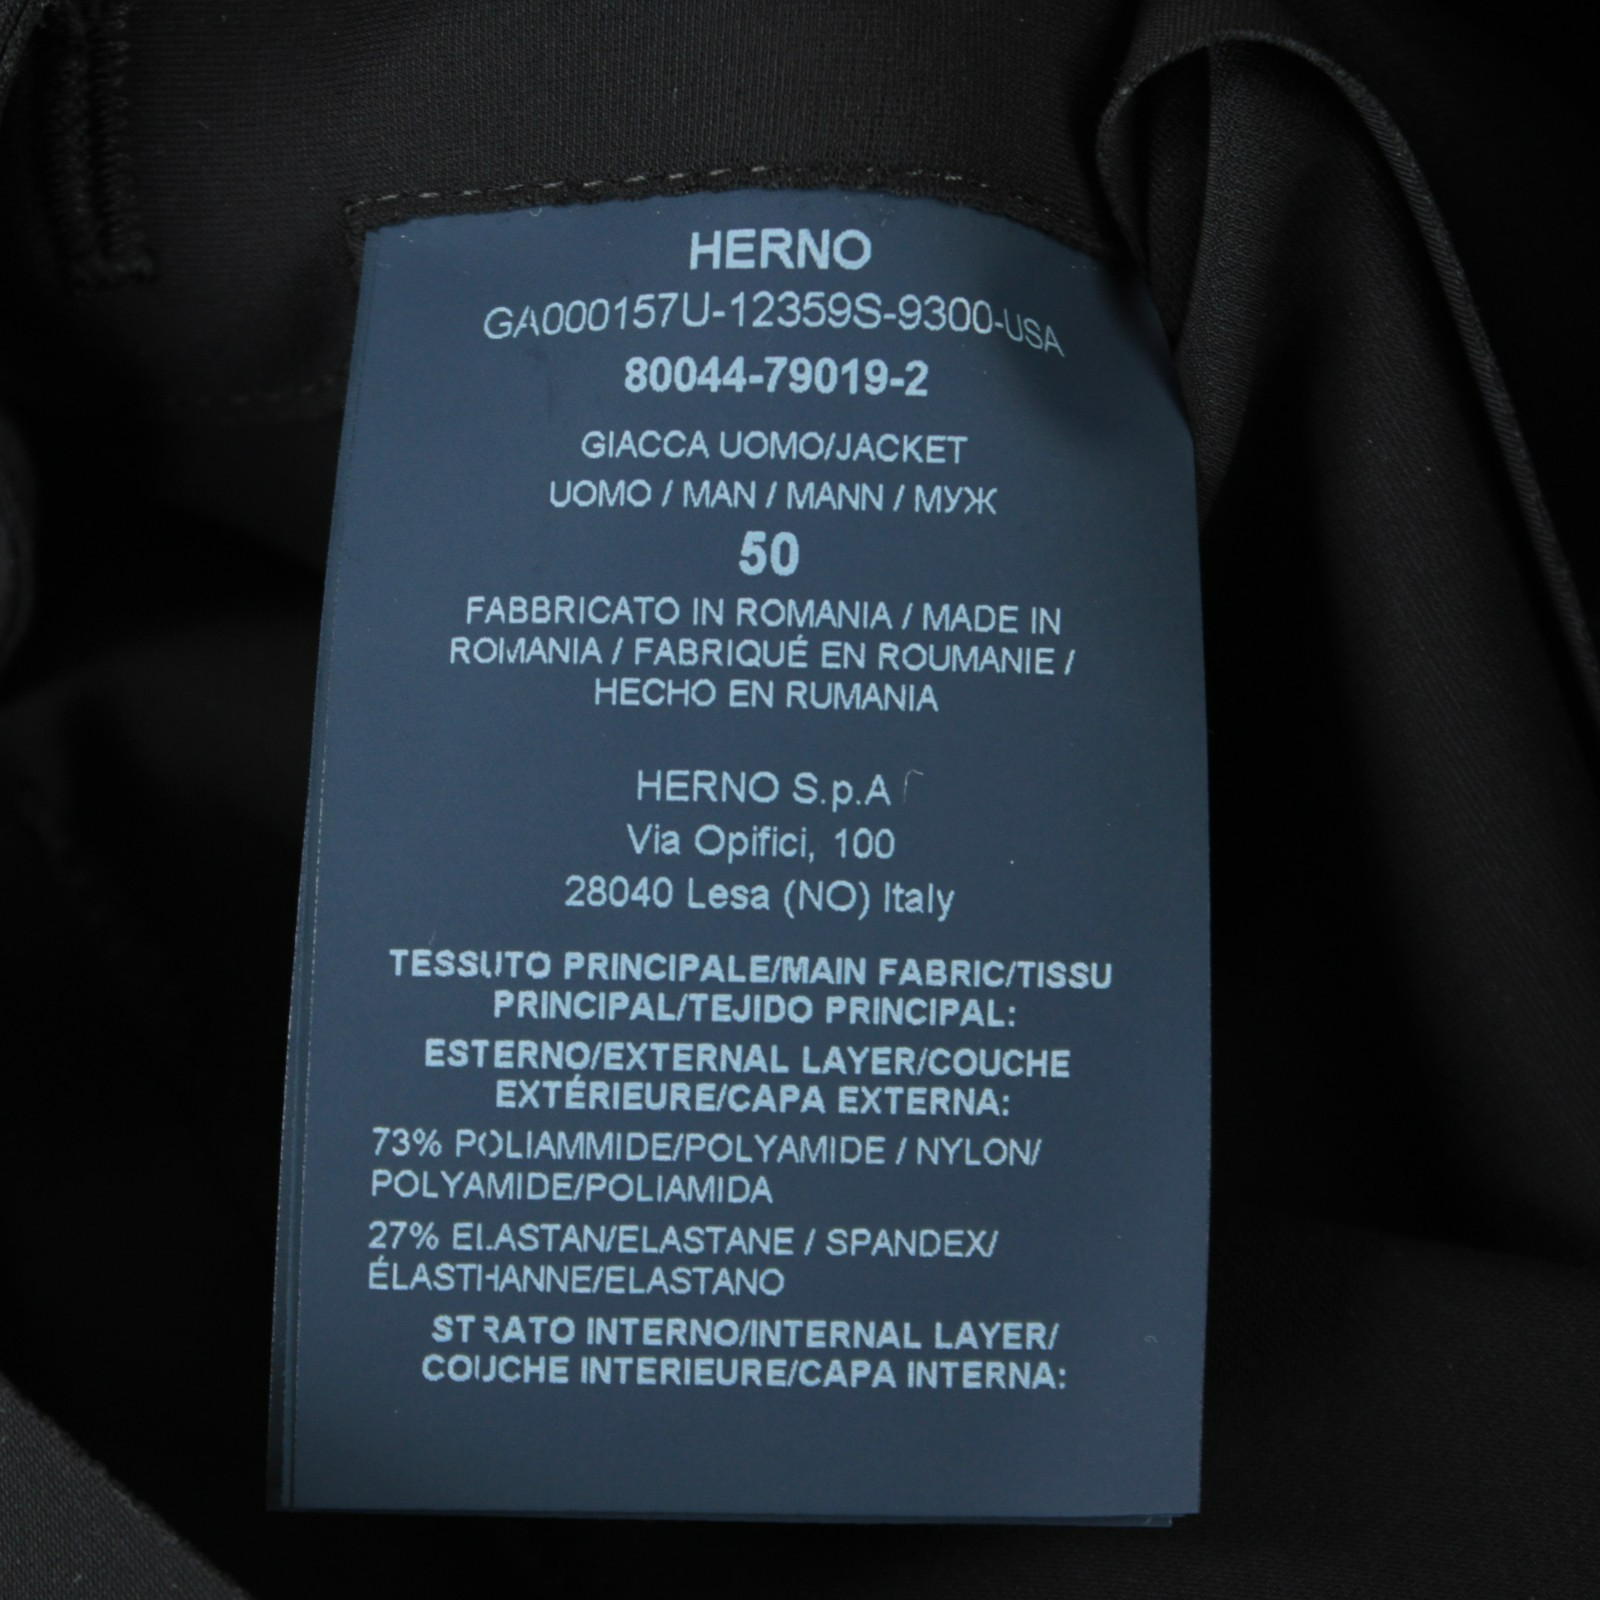 HERNO
GA000157U-12359S-9300-USA
80044-79019-2
GIACCA UOMO/JACKET
UOMO / MAN / MANN / МУЖ
50
FABBRICATO IN ROMANIA / MADE IN
ROMANIA / FABRIQUÉ EN ROUMANIE /
HECHO EN RUMANIA
HERNO S.p.A
Via Opifici, 100
28040 Lesa (NO) Italy
TESSUTO PRINCIPALE/MAIN FABRIC/TISSU
PRINCIPAL/TEJIDO PRINCIPAL:
ESTERNO/EXTERNAL LAYER/COUCHE
EXTÉRIEURE/CAPA EXTERNA:
73% POLIAMMIDE/POLYAMIDE / NYLON/
POLYAMIDE/POLIAMIDA
27% ELASTAN/ELASTANE / SPANDEX/
ÉLASTHANNE/ELASTANO
STRATO INTERNO/INTERNAL LAYER/
COUCHE INTERIEURE/CAPA INTERNA: